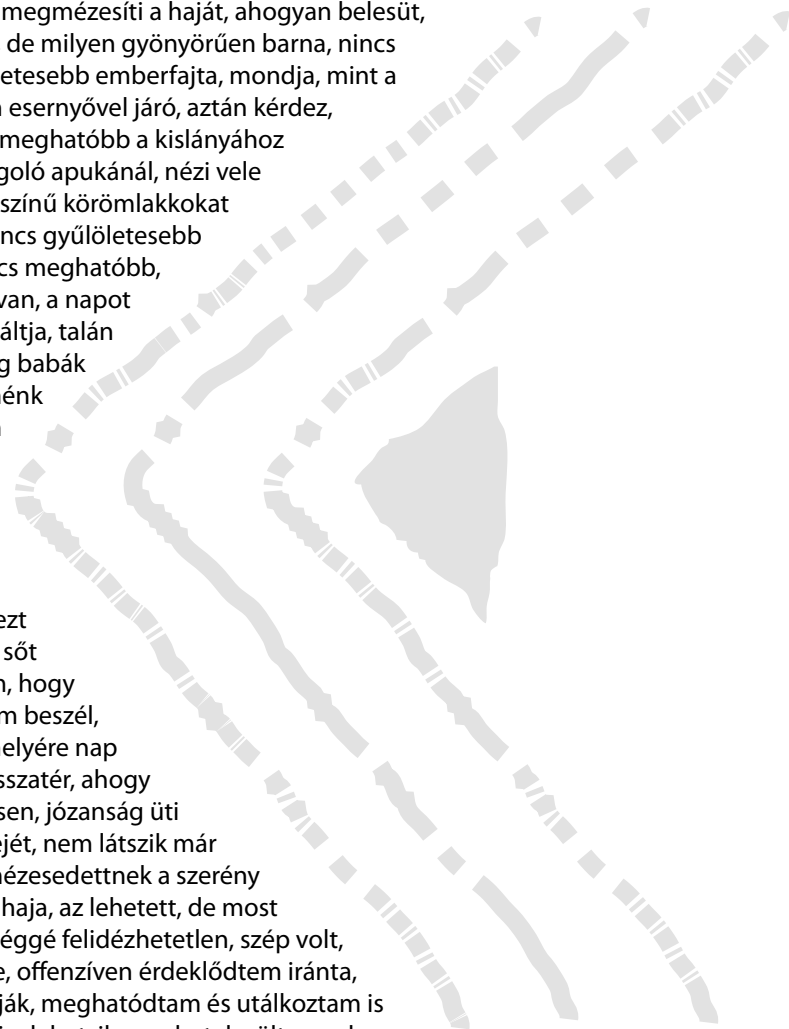 megmézesíti a haját, ahogyan belesüt,
de milyen gyönyörűen barna, nincs
etesebb emberfajta, mondja, mint a
esernyővel járó, aztán kérdez,
meghatóbb a kislányához
goló apukánál, nézi vele
színű körömlakkokat
ncs gyűlöletesebb
cs meghatóbb,
van, a napot
áltja, talán
g babák
énk
ezt
sőt
n, hogy
m beszél,
elyére nap
sszatér, ahogy
sen, józanság üti
ejét, nem látszik már
nézesedettnek a szerény
haja, az lehetett, de most
éggé felidézhetetlen, szép volt,
e, offenzíven érdeklődtem iránta,
ják, meghatódtam és utálkoztam is